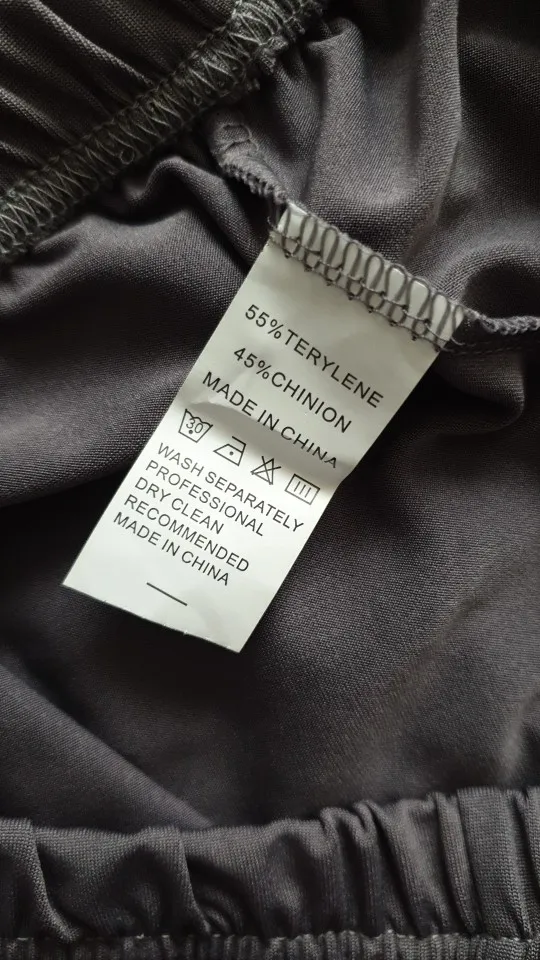 55%TERYLENE
45%CHINION
MADE IN CHINA
30
WASH SEPARATELY
PROFESSIONAL
DRY CLEAN
RECOMMENDED
MADE IN CHINA